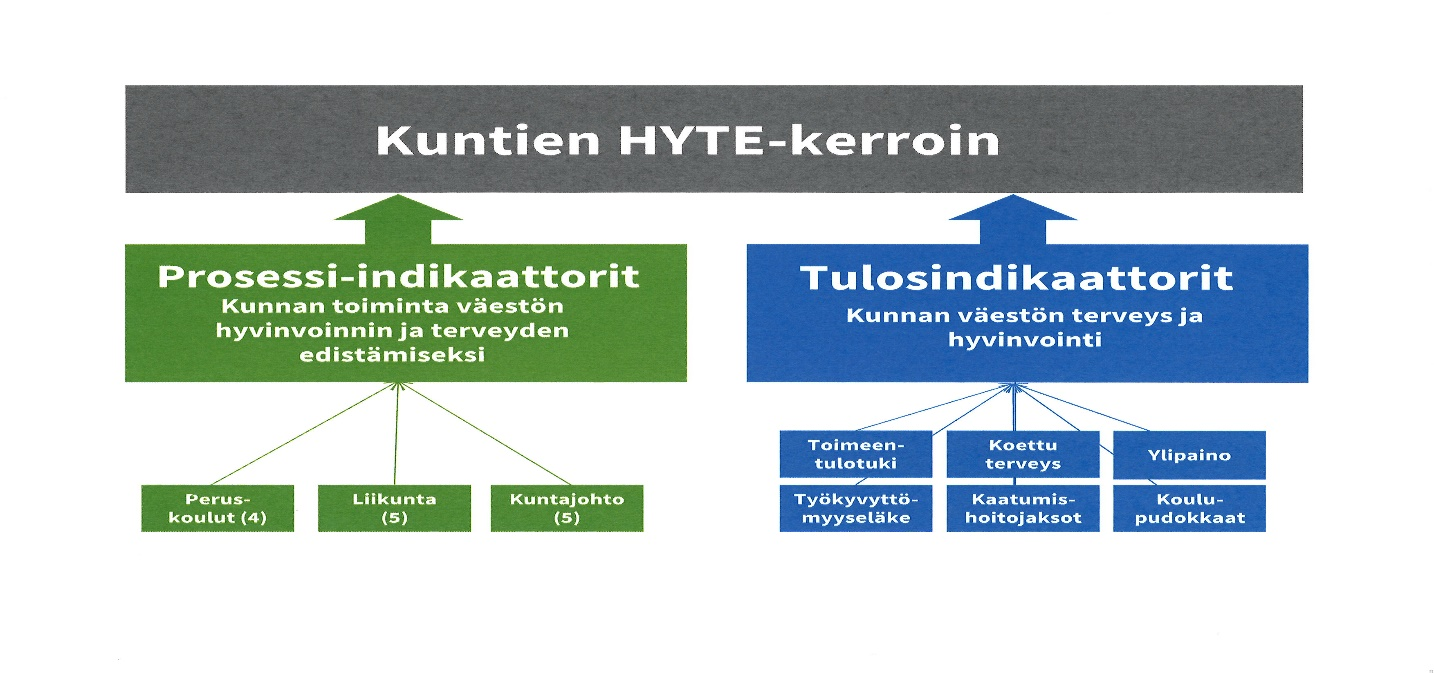 Kuntien HYTE-kerroin
Prosessi-indikaattorit
Kunnan toiminta väestön
hyvinvoinnin ja terveyden
edistämiseksi
Perus-
koulut (4)
Liikunta
(5)
Kuntajohto
(5)
Tulosindikaattorit
Kunnan väestön terveys ja
hyvinvointi
Toimeen-
tulotuki
Koettu
terveys
Ylipaino
Työkyvyttö-
myyseläke
Kaatumis-
hoitojaksot
Koulu-
pudokkaat